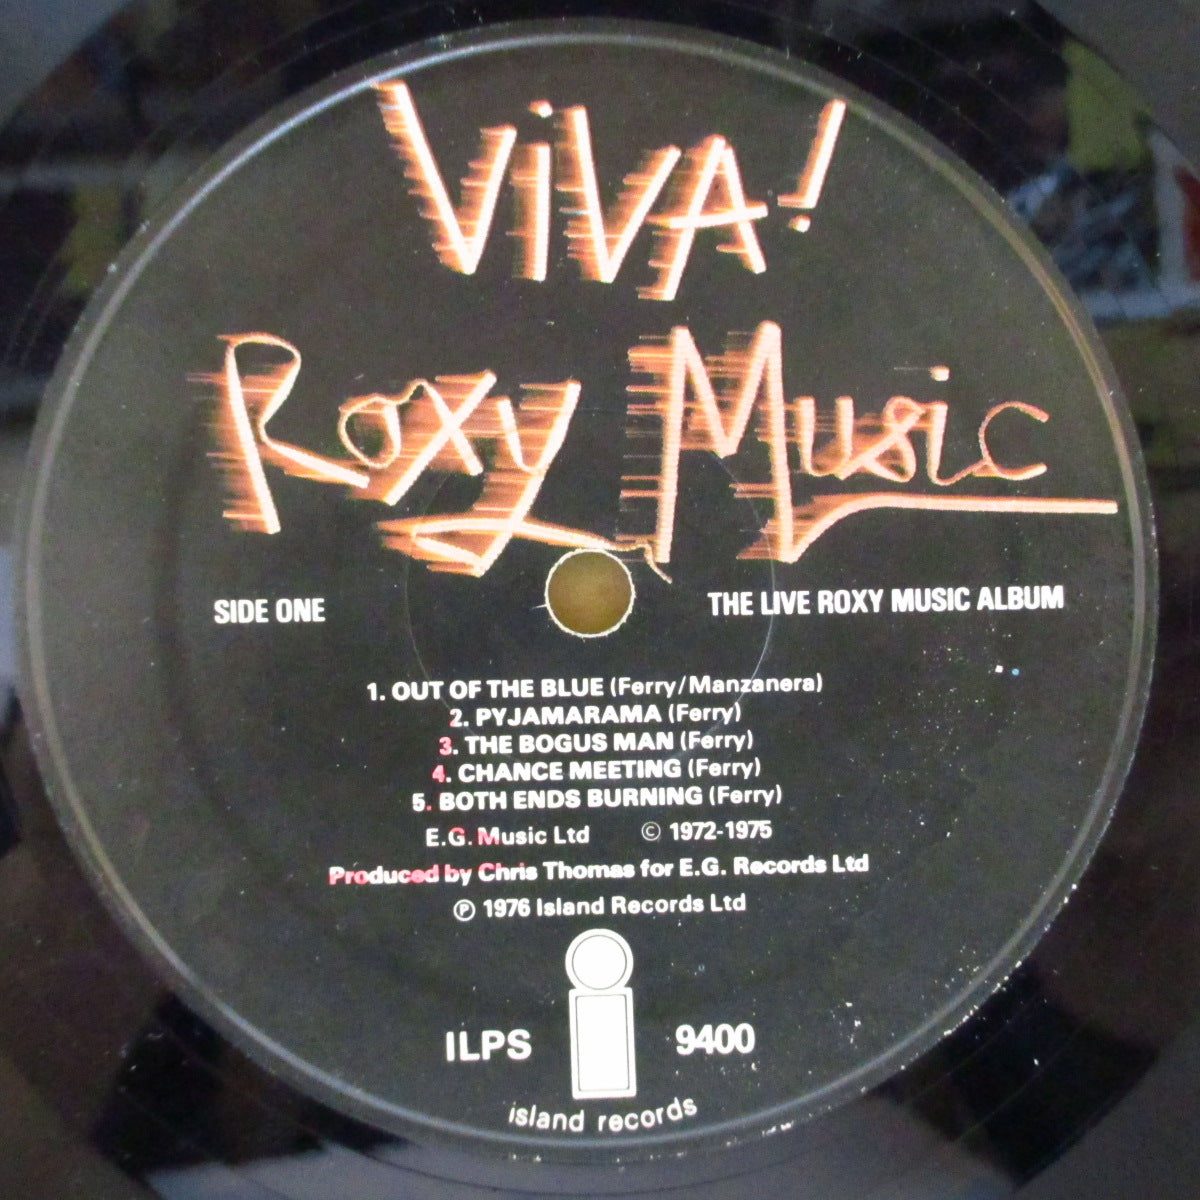 ViVA!
Roxy Music
SIDE ONE
THE LIVE ROXY MUSIC ALBUM
1. OUT OF THE BLUE (Ferry/Manzanera)
2. PYJAMARAMA (Ferry)
3. THE BOGUS MAN (Ferry)
4. CHANCE MEETING (Ferry)
5. BOTH ENDS BURNING (Ferry)
E.G. Music Ltd © 1972-1975
Produced by Chris Thomas for E.G. Records Ltd
℗ 1976 Island Records Ltd
ILPS 9400
island records